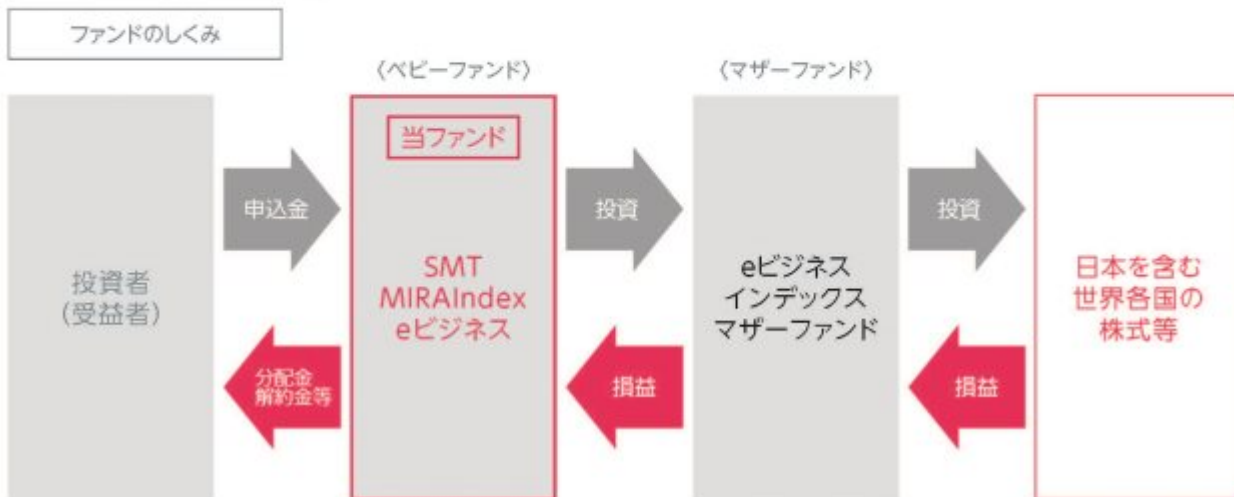 ファンドのしくみ
〈ベビーファンド〉
〈マザーファンド〉
投資者
(受益者)
申込金
分配金
解約金等
当ファンド
SMT
MIRAIndex
eビジネス
投資
損益
eビジネス
インデックス
マザーファンド
投資
損益
日本を含む
世界各国の
株式等